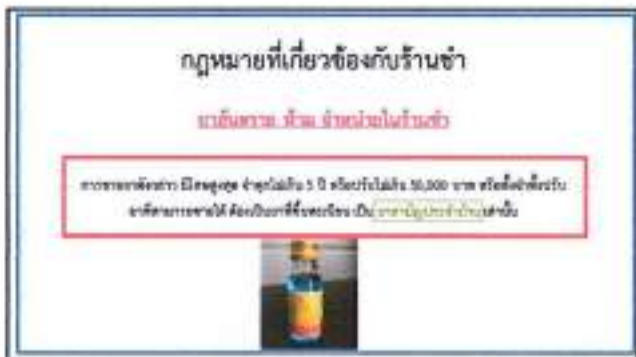 กฎหมายที่เกี่ยวข้องกับร้านชำ
ยาอันตราย ห้าม จำหน่ายในร้านชำ
การขายยาดังกล่าว มีโทษสูงสุด จำคุกไม่เกิน 5 ปี หรือปรับไม่เกิน 10,000 บาท หรือทั้งจำทั้งปรับ
ยาที่สามารถขายได้ ต้องเป็นยาที่ขึ้นทะเบียน เป็น ยาสามัญประจำบ้าน เท่านั้น